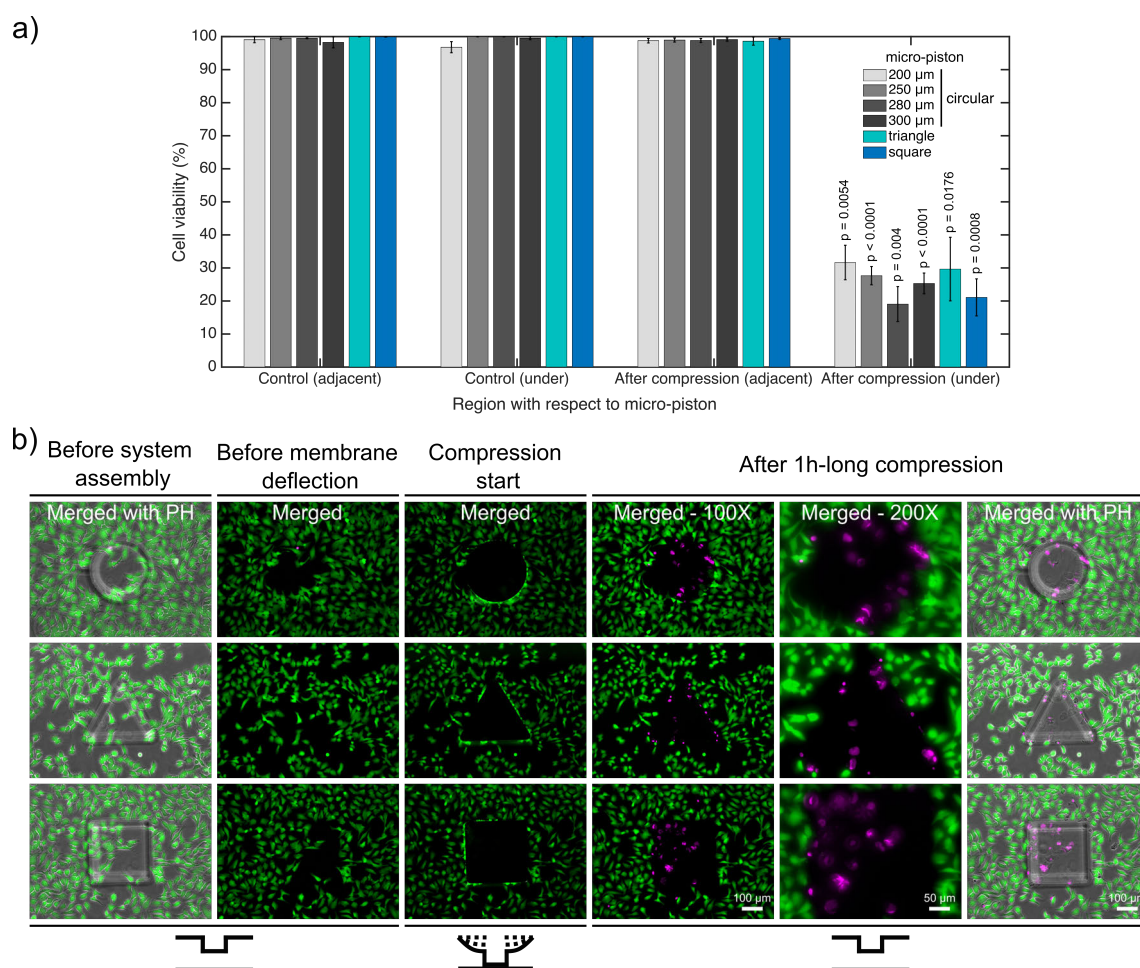 a)
100
90
80
70
60
50
40
30
20
10
0
Cell viability (%)
micro-piston
200 µm
250 µm
280 µm
300 µm
circular
triangle
square
p = 0.0054
p < 0.0001
p = 0.004
p < 0.0001
p = 0.0176
p = 0.0008
Control (adjacent)
Control (under)
After compression (adjacent)
After compression (under)
Region with respect to micro-piston
b)
Before system
assembly
Before membrane
deflection
Compression
start
After 1h-long compression
Merged with PH
Merged
Merged
Merged - 100X
Merged - 200X
Merged with PH
100 µm
50 µm
100 µm